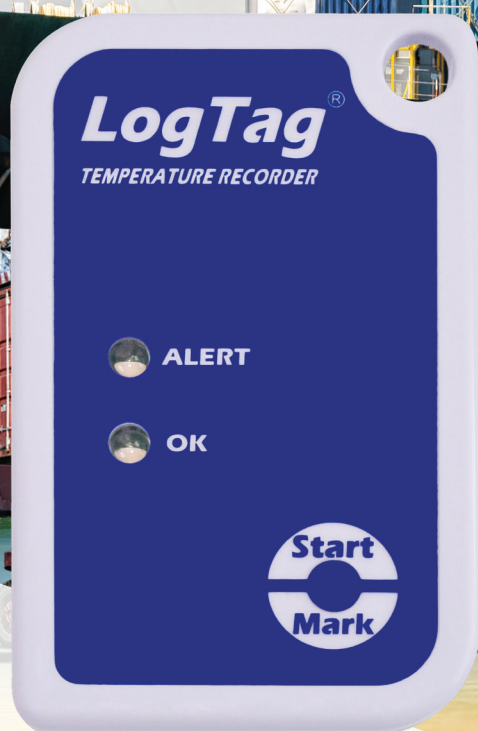 LogTag®
TEMPERATURE RECORDER
ALERT
OK
Start
Mark